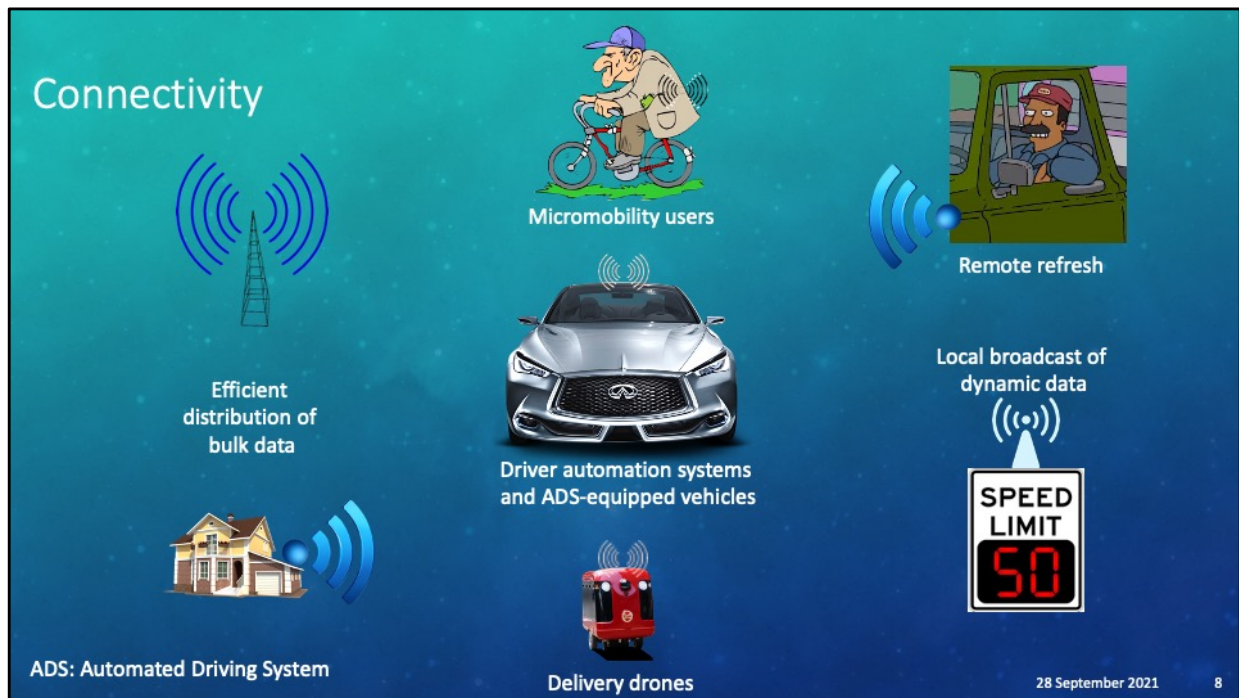 Connectivity
Micromobility users
Remote refresh
Efficient
distribution of
bulk data
Driver automation systems
and ADS-equipped vehicles
Local broadcast of
dynamic data
SPEED
LIMIT
50
ADS: Automated Driving System
Delivery drones
28 September 2021
8